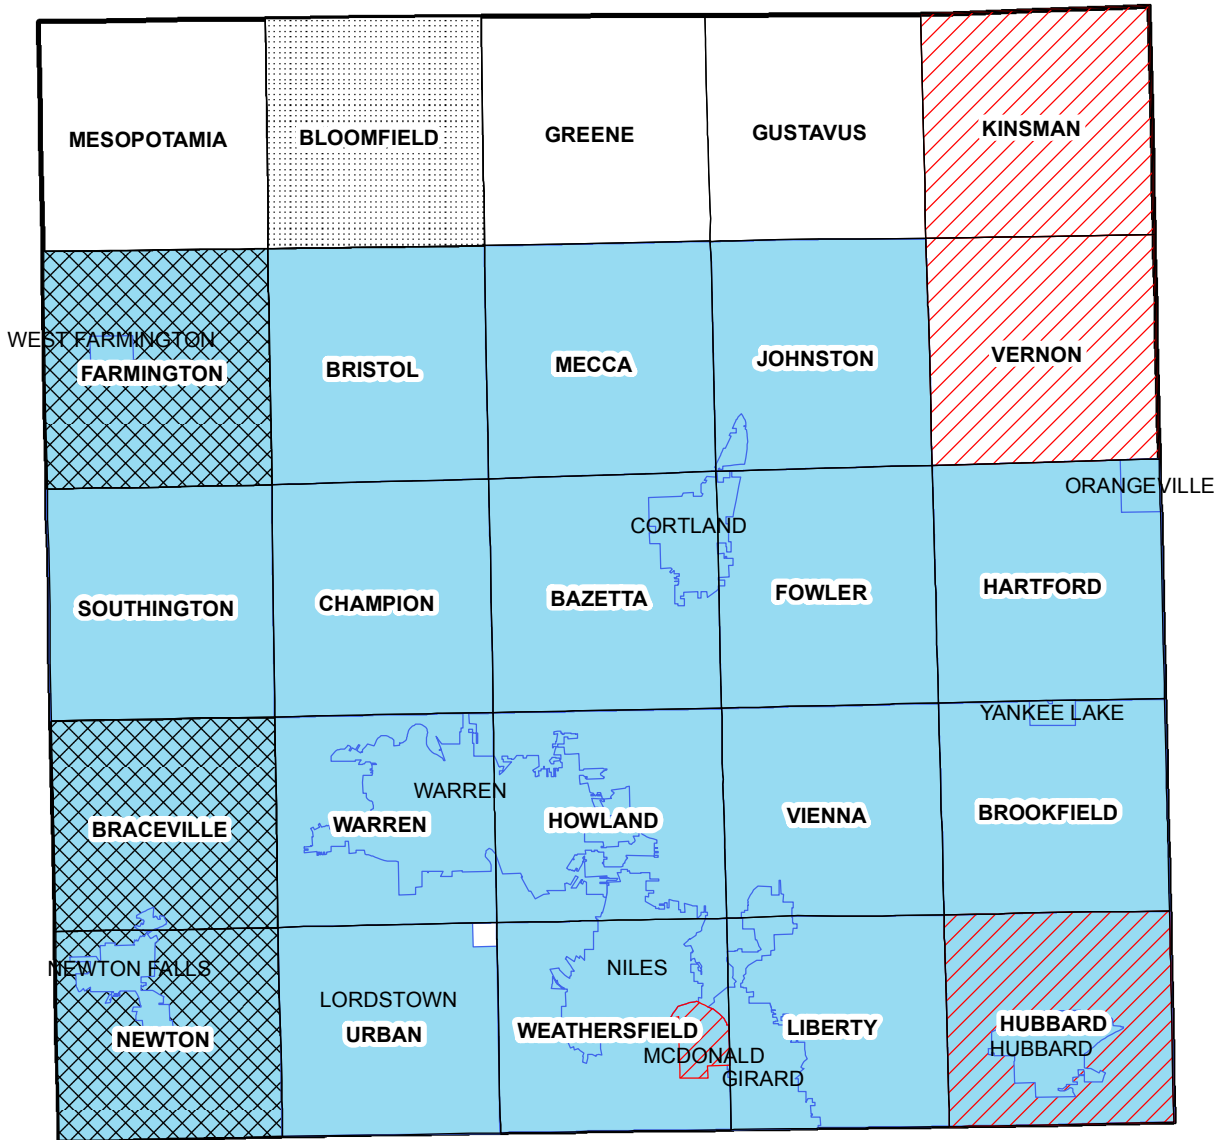 MESOPOTAMIA
BLOOMFIELD
GREENE
GUSTAVUS
KINSMAN
WEST FARMINGTON
FARMINGTON
BRISTOL
MECCA
JOHNSTON
VERNON
ORANGEVILLE
CORTLAND
SOUTHINGTON
CHAMPION
BAZETTA
FOWLER
HARTFORD
YANKEE LAKE
WARREN
BRACEVILLE
WARREN
HOWLAND
VIENNA
BROOKFIELD
NEWTON FALLS
NILES
LORDSTOWN
NEWTON
URBAN
WEATHERSFIELD
LIBERTY
HUBBARD
HUBBARD
MCDONALD
GIRARD